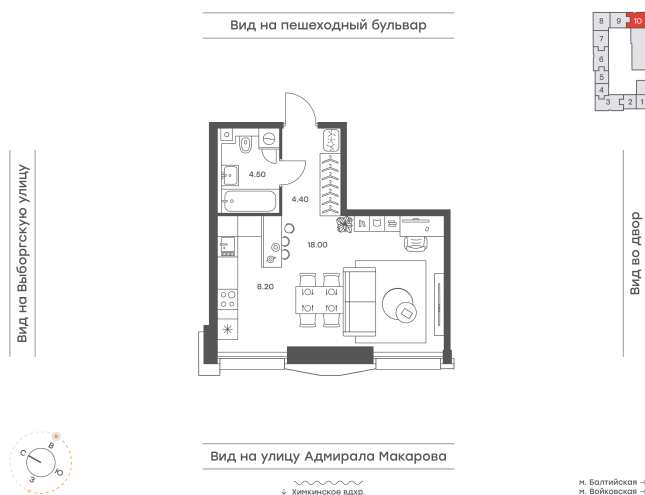 Вид на пешеходный бульвар
8 9 10
7
6
5
4
3 2 1
4.50
4.40
18.00
8.20
Вид на Выборгскую улицу
Вид во двор
Вид на улицу Адмирала Макарова
↓ Химкинское вдхр.
С В Ю З
м. Балтийская →
м. Войковская →